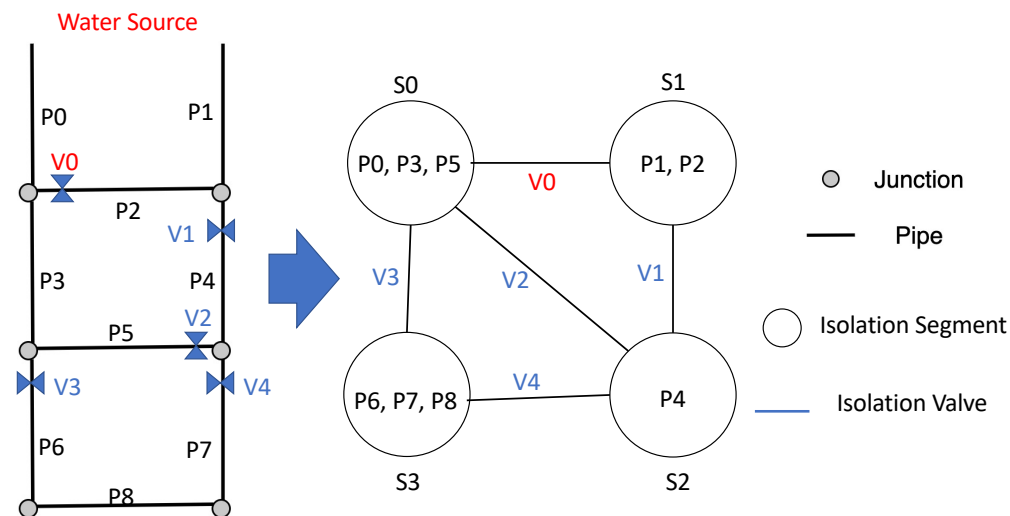 Water Source
P0
P1
V0
P2
V1
P3
P4
V2
P5
V3
V4
P6
P7
P8
S0
S1
P0, P3, P5
V0
P1, P2
V3
V2
V1
P6, P7, P8
V4
P4
S3
S2
Junction
Pipe
Isolation Segment
Isolation Valve